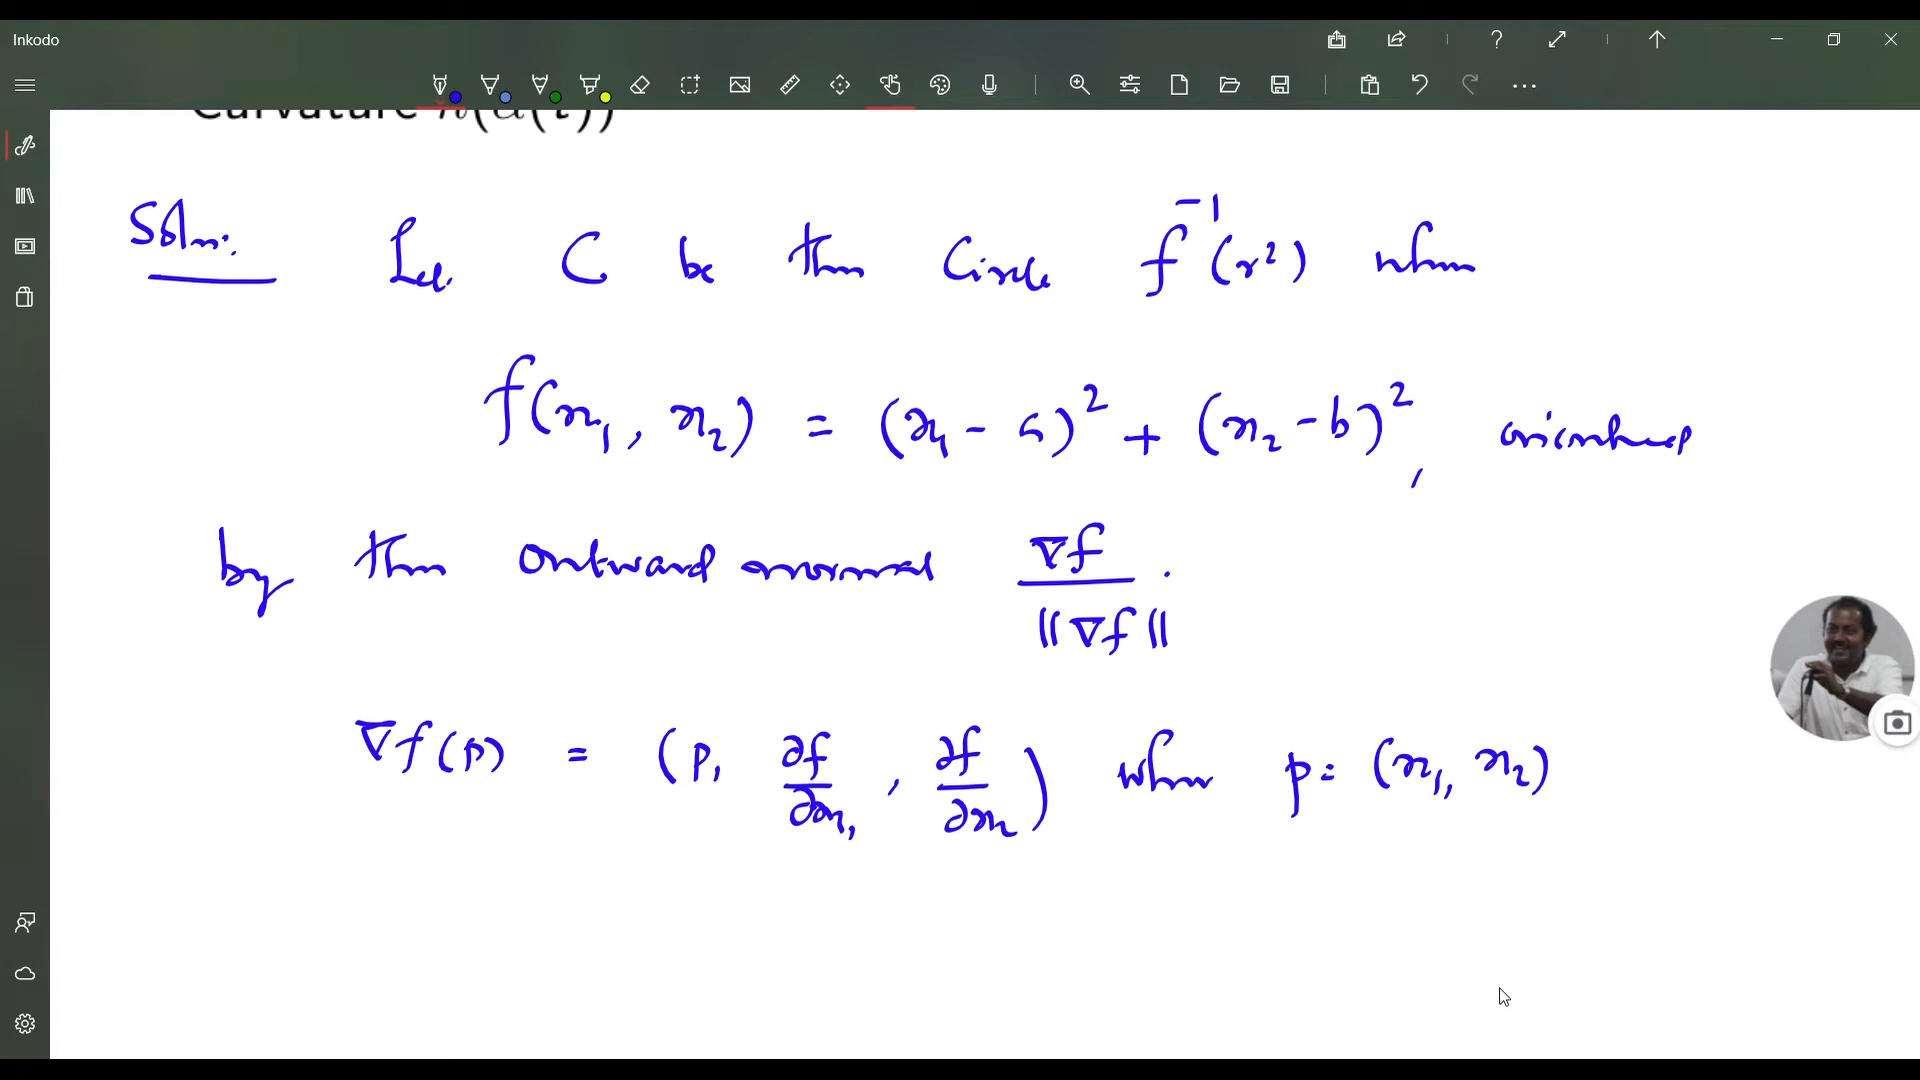 Inkodo
Curvature k(α(t))
Soln: Let C be the Circle f⁻¹(r²) where
f(x₁, x₂) = (x₁ - a)² + (x₂ - b)², oriented
by the outward normal ∇f / ‖∇f‖.
∇f(p) = (p, ∂f/∂x₁, ∂f/∂x₂) where p = (x₁, x₂)